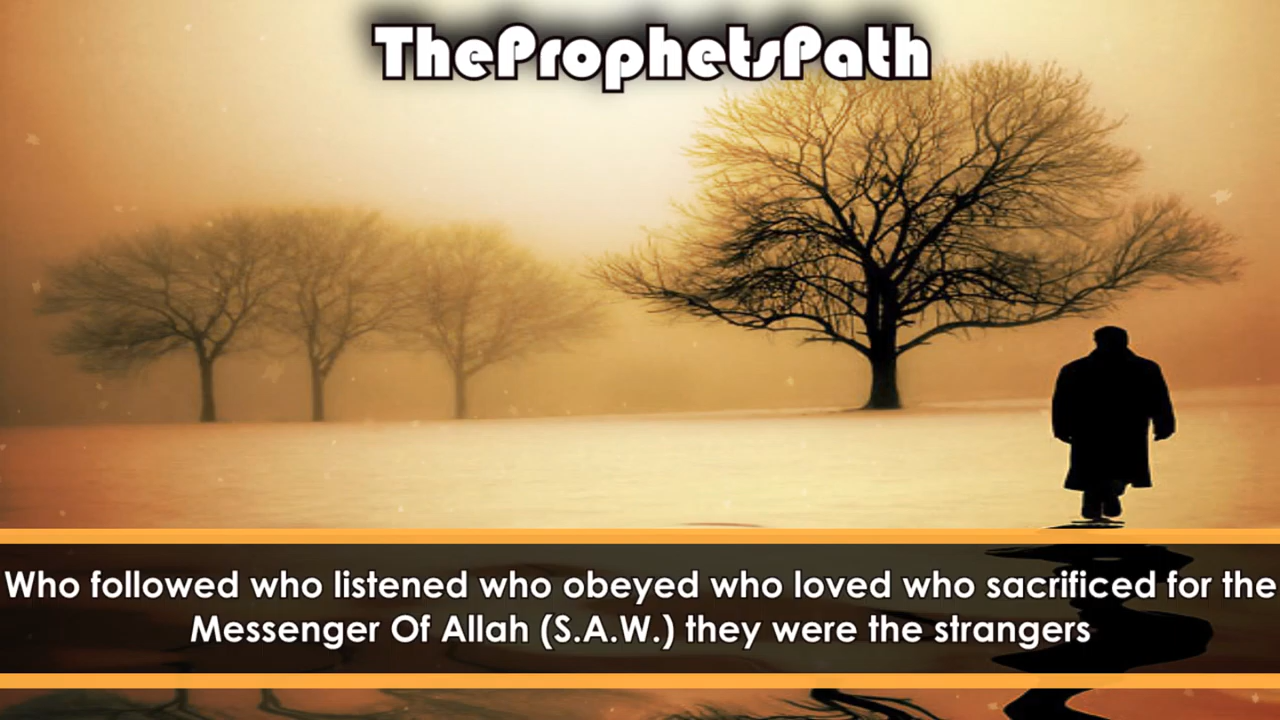 TheProphetsPath
Who followed who listened who obeyed who loved who sacrificed for the
Messenger Of Allah (S.A.W.) they were the strangers